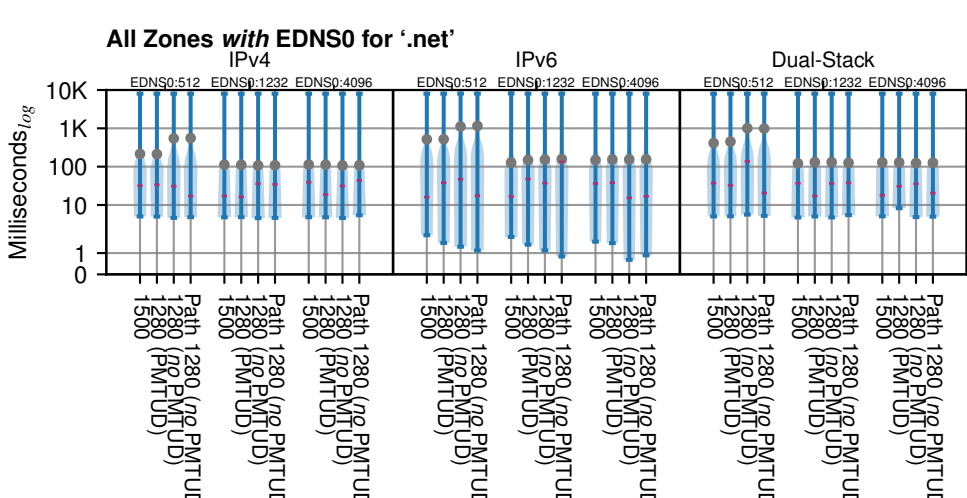 All Zones with EDNS0 for ‘.net’
IPv4 IPv6 Dual-Stack
EDNS0:512 EDNS0:1232 EDNS0:4096 EDNS0:512 EDNS0:1232 EDNS0:4096 EDNS0:512 EDNS0:1232 EDNS0:4096
Milliseconds log
10K
1K
100
10
1
0
1500
1280 (PMTUD)
1280 (no PMTUD)
Path 1280 (no PMTUD
1500
1280 (PMTUD)
1280 (no PMTUD)
Path 1280 (no PMTUD
1500
1280 (PMTUD)
1280 (no PMTUD)
Path 1280 (no PMTUD
1500
1280 (PMTUD)
1280 (no PMTUD)
Path 1280 (no PMTUD
1500
1280 (PMTUD)
1280 (no PMTUD)
Path 1280 (no PMTUD
1500
1280 (PMTUD)
1280 (no PMTUD)
Path 1280 (no PMTUD
1500
1280 (PMTUD)
1280 (no PMTUD)
Path 1280 (no PMTUD
1500
1280 (PMTUD)
1280 (no PMTUD)
Path 1280 (no PMTUD
1500
1280 (PMTUD)
1280 (no PMTUD)
Path 1280 (no PMTUD